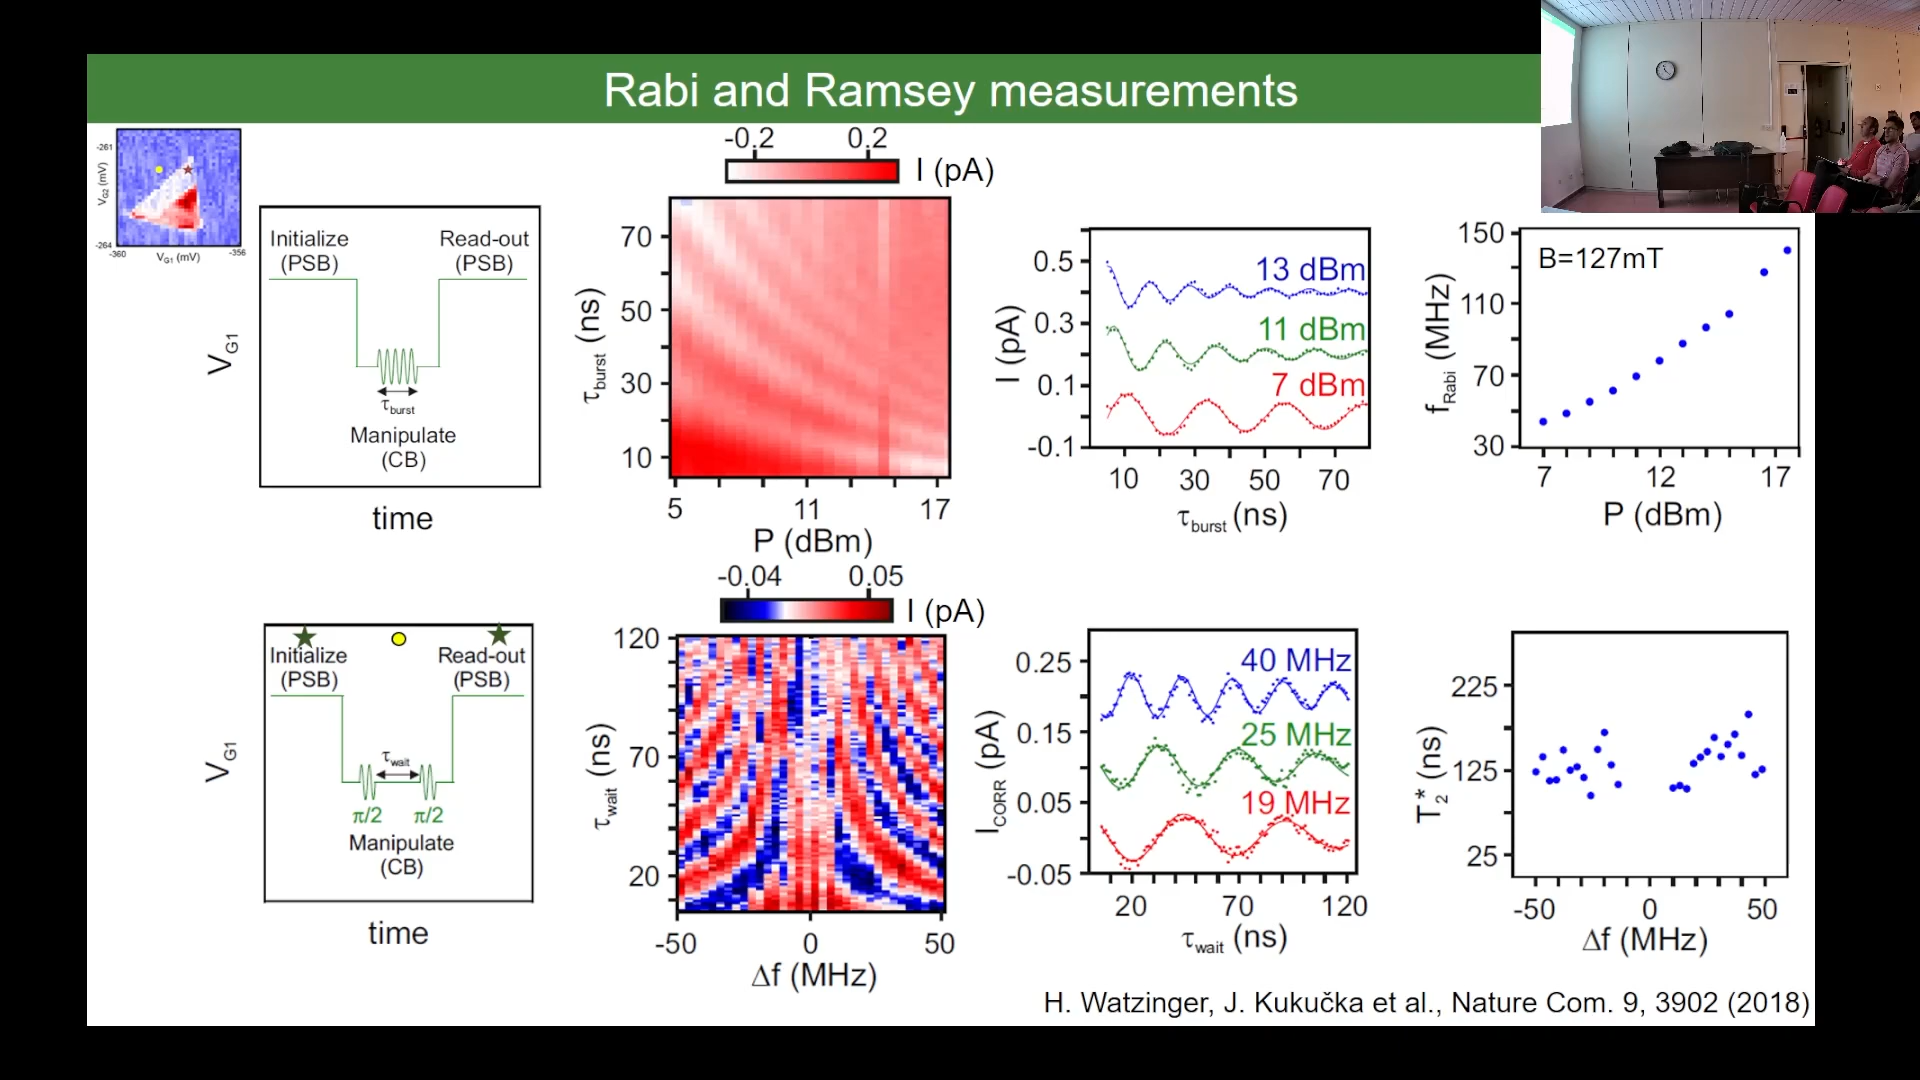 Rabi and Ramsey measurements
-261
V_G2 (mV)
-264
-360
V_G1 (mV)
-356
Initialize
(PSB)
Read-out
(PSB)
V_G1
τ_burst
Manipulate
(CB)
time
-0.2
0.2
I (pA)
τ_burst (ns)
70
50
30
10
5
11
17
P (dBm)
I (pA)
0.5
0.3
0.1
-0.1
13 dBm
11 dBm
7 dBm
10
30
50
70
τ_burst (ns)
f_Rabi (MHz)
150
110
70
30
B=127mT
7
12
17
P (dBm)
Initialize
(PSB)
Read-out
(PSB)
V_G1
τ_wait
π/2
π/2
Manipulate
(CB)
time
-0.04
0.05
I (pA)
τ_wait (ns)
120
70
20
-50
0
50
Δf (MHz)
I_CORR (pA)
0.25
0.15
0.05
-0.05
40 MHz
25 MHz
19 MHz
20
70
120
τ_wait (ns)
T_2* (ns)
225
125
25
-50
0
50
Δf (MHz)
H. Watzinger, J. Kukučka et al., Nature Com. 9, 3902 (2018)